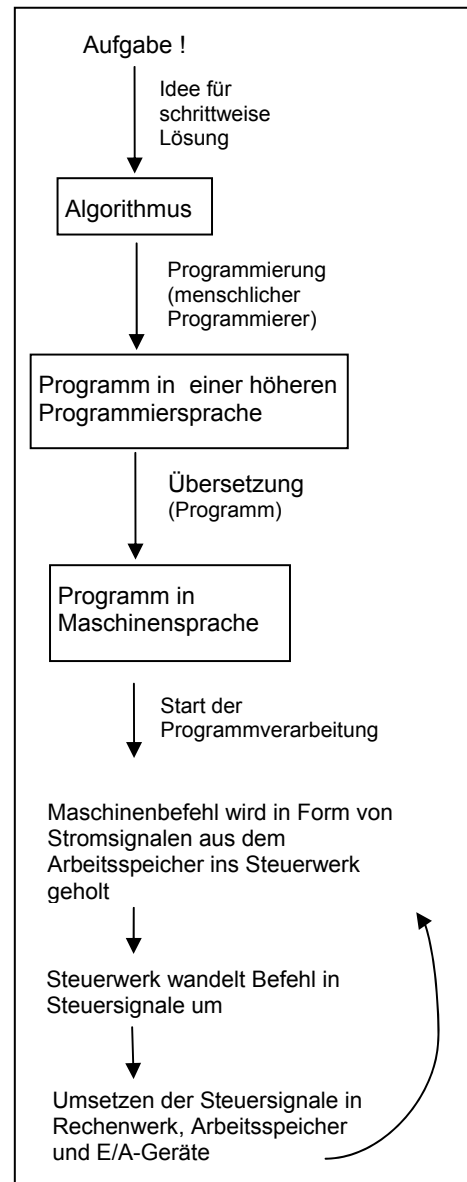 Aufgabe !
Idee für
schrittweise
Lösung
Algorithmus
Programmierung
(menschlicher
Programmierer)
Programm in einer höheren
Programmiersprache
Übersetzung
(Programm)
Programm in
Maschinensprache
Start der
Programmverarbeitung
Maschinenbefehl wird in Form von
Stromsignalen aus dem
Arbeitsspeicher ins Steuerwerk
geholt
Steuerwerk wandelt Befehl in
Steuersignale um
Umsetzen der Steuersignale in
Rechenwerk, Arbeitsspeicher
und E/A-Geräte